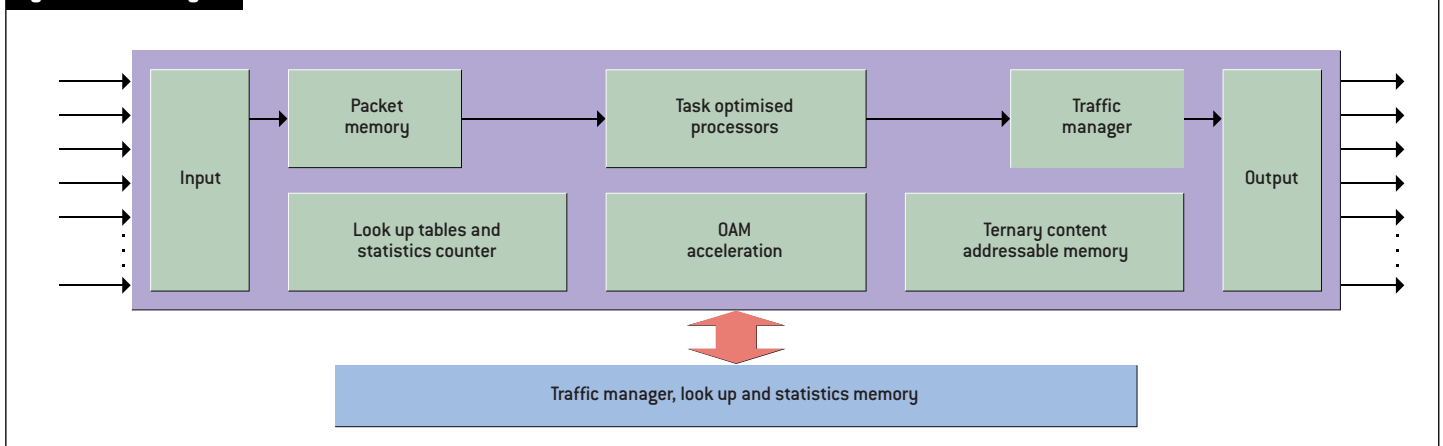 Input
Packet
memory
Task optimised
processors
Traffic
manager
Output
Look up tables and
statistics counter
OAM
acceleration
Ternary content
addressable memory
Traffic manager, look up and statistics memory